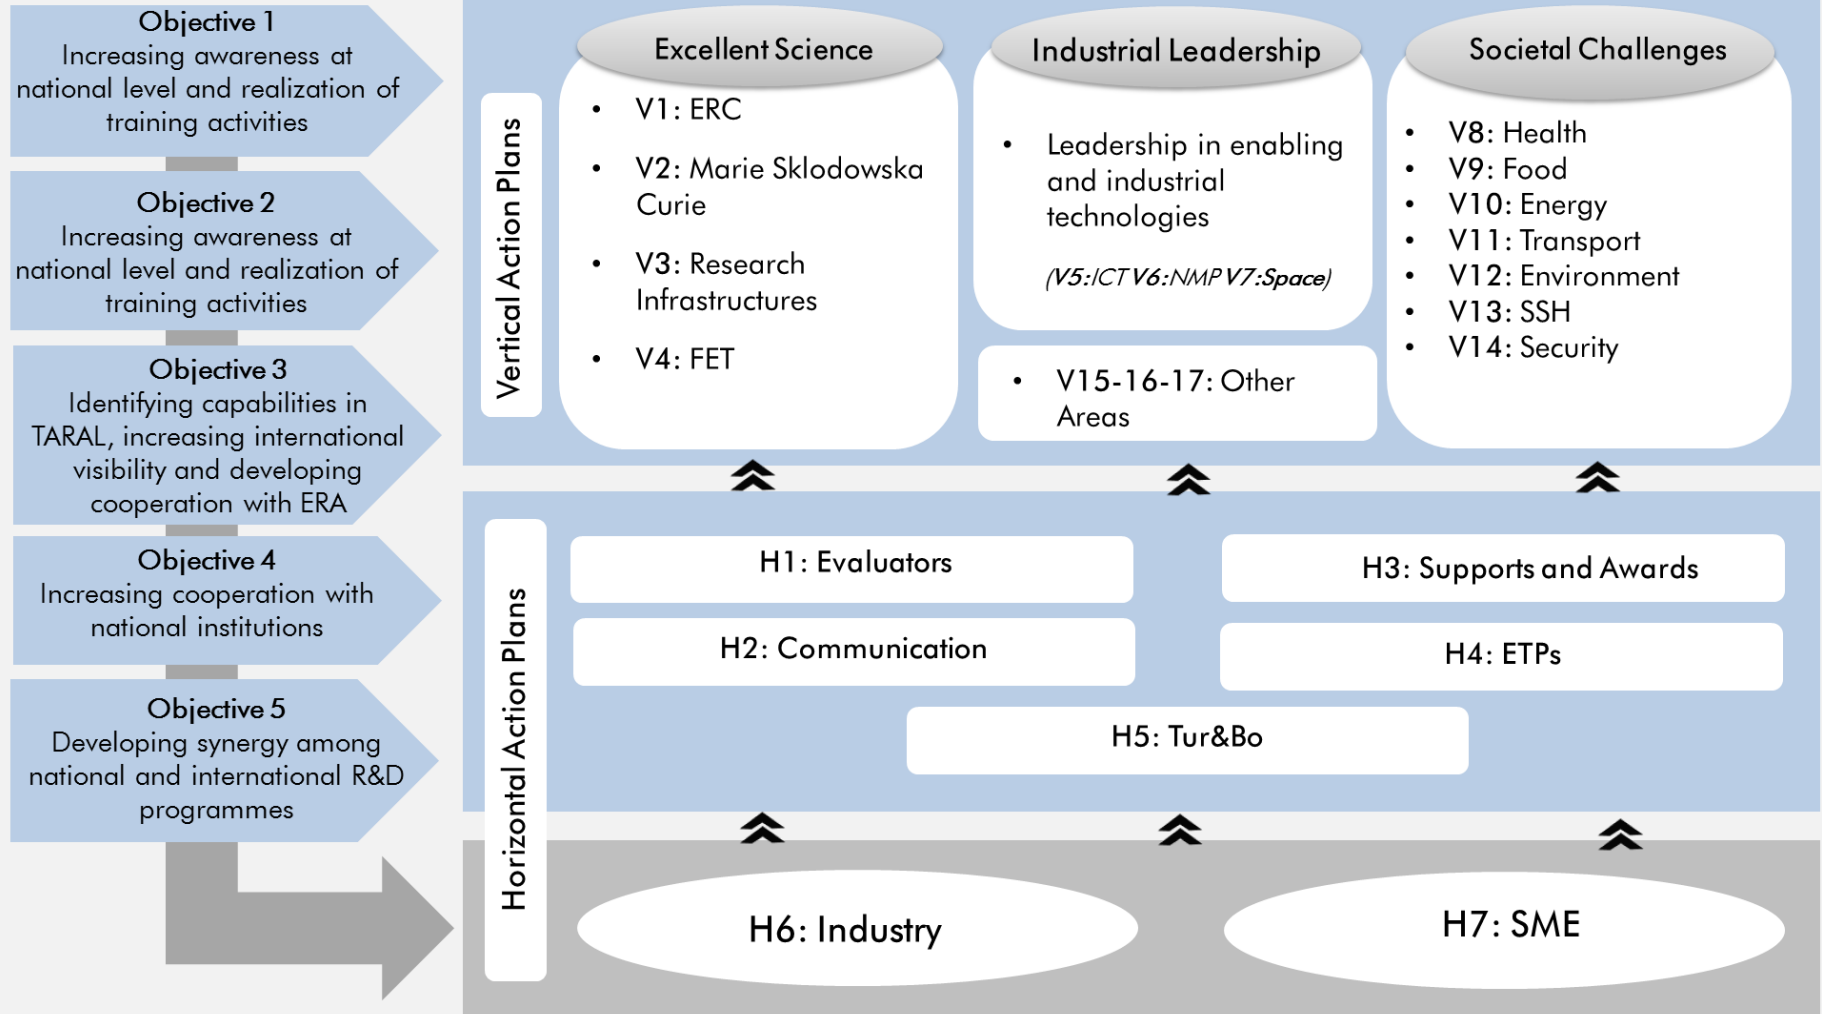 Objective 1
Increasing awareness at
national level and realization of
training activities
Objective 2
Increasing awareness at
national level and realization of
training activities
Objective 3
Identifying capabilities in
TARAL, increasing international
visibility and developing
cooperation with ERA
Objective 4
Increasing cooperation with
national institutions
Objective 5
Developing synergy among
national and international R&D
programmes
Vertical Action Plans
Excellent Science
• V1: ERC
• V2: Marie Sklodowska
Curie
• V3: Research
Infrastructures
• V4: FET
Industrial Leadership
• Leadership in enabling
and industrial
technologies
(V5:ICT V6:NMP V7:Space)
• V15-16-17: Other
Areas
Societal Challenges
• V8: Health
• V9: Food
• V10: Energy
• V11: Transport
• V12: Environment
• V13: SSH
• V14: Security
Horizontal Action Plans
H1: Evaluators
H2: Communication
H3: Supports and Awards
H4: ETPs
H5: Tur&Bo
H6: Industry
H7: SME